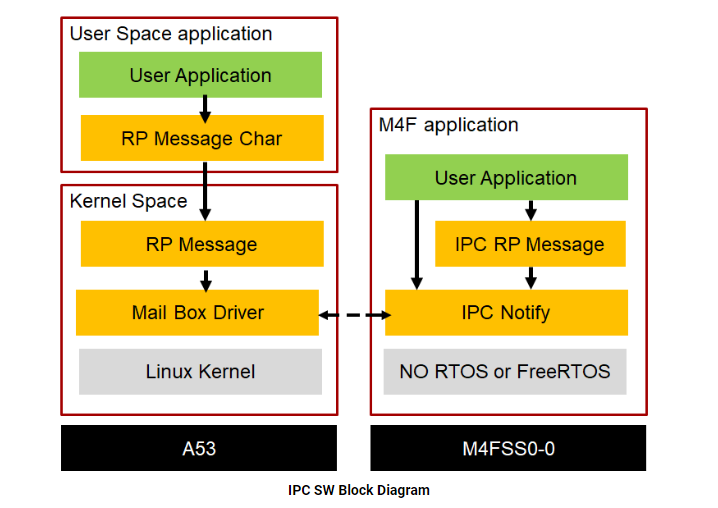 User Space application
User Application
RP Message Char
Kernel Space
RP Message
Mail Box Driver
Linux Kernel
A53
M4F application
User Application
IPC RP Message
IPC Notify
NO RTOS or FreeRTOS
M4FSS0-0
IPC SW Block Diagram